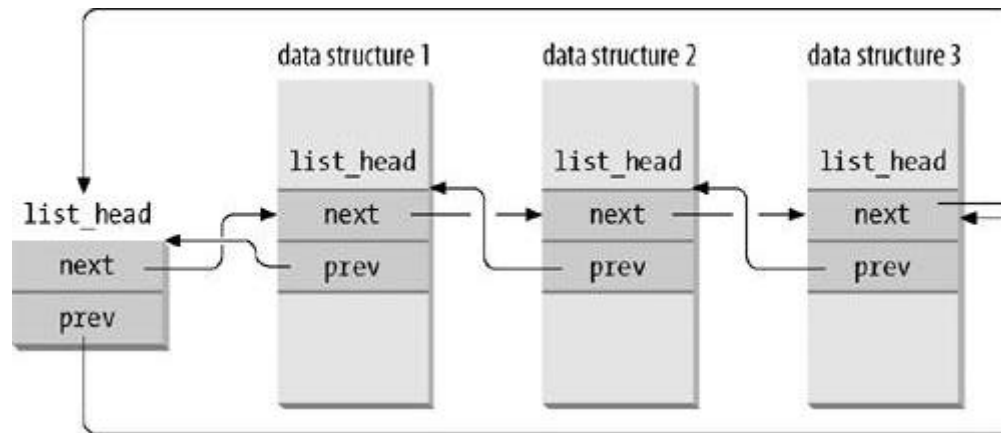 data structure 1
data structure 2
data structure 3
list_head
list_head
list_head
list_head
next
next
next
next
prev
prev
prev
prev